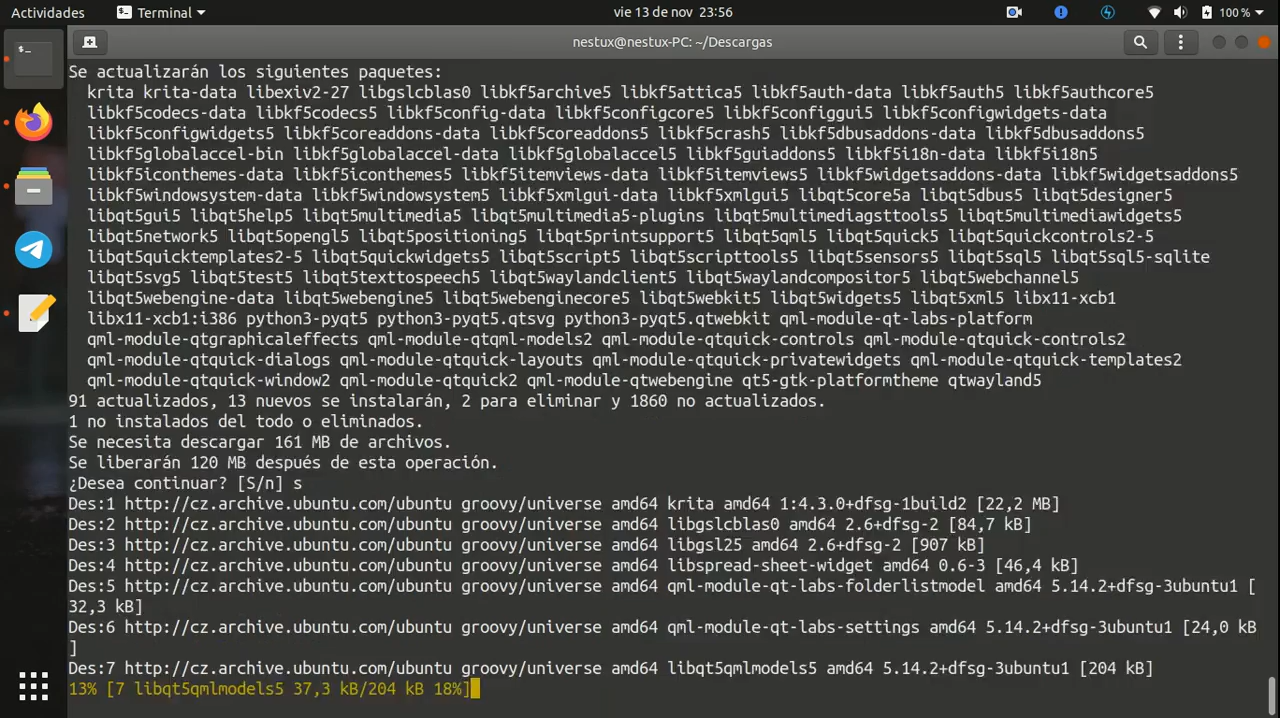 Actividades
Terminal
vie 13 de nov 23:56
100 %
nestux@nestux-PC: ~/Descargas
Se actualizarán los siguientes paquetes:
krita krita-data libexiv2-27 libgslcblas0 libkf5archive5 libkf5attica5 libkf5auth-data libkf5auth5 libkf5authcore5
libkf5codecs-data libkf5codecs5 libkf5config-data libkf5configcore5 libkf5configgui5 libkf5configwidgets-data
libkf5configwidgets5 libkf5coreaddons-data libkf5coreaddons5 libkf5crash5 libkf5dbusaddons-data libkf5dbusaddons5
libkf5globalaccel-bin libkf5globalaccel-data libkf5globalaccel5 libkf5guiaddons5 libkf5i18n-data libkf5i18n5
libkf5iconthemes-data libkf5iconthemes5 libkf5itemviews-data libkf5itemviews5 libkf5widgetsaddons-data libkf5widgetsaddons5
libkf5windowsystem-data libkf5windowsystem5 libkf5xmlgui-data libkf5xmlgui5 libqt5core5a libqt5dbus5 libqt5designer5
libqt5gui5 libqt5help5 libqt5multimedia5 libqt5multimedia5-plugins libqt5multimediagsttools5 libqt5multimediawidgets5
libqt5network5 libqt5opengl5 libqt5positioning5 libqt5printsupport5 libqt5qml5 libqt5quick5 libqt5quickcontrols2-5
libqt5quicktemplates2-5 libqt5quickwidgets5 libqt5script5 libqt5scripttools5 libqt5sensors5 libqt5sql5 libqt5sql5-sqlite
libqt5svg5 libqt5test5 libqt5texttospeech5 libqt5waylandclient5 libqt5waylandcompositor5 libqt5webchannel5
libqt5webengine-data libqt5webengine5 libqt5webenginecore5 libqt5webkit5 libqt5widgets5 libqt5xml5 libx11-xcb1
libx11-xcb1:i386 python3-pyqt5 python3-pyqt5.qtsvg python3-pyqt5.qtwebkit qml-module-qt-labs-platform
qml-module-qtgraphicaleffects qml-module-qtqml-models2 qml-module-qtquick-controls qml-module-qtquick-controls2
qml-module-qtquick-dialogs qml-module-qtquick-layouts qml-module-qtquick-privatewidgets qml-module-qtquick-templates2
qml-module-qtquick-window2 qml-module-qtquick2 qml-module-qtwebengine qt5-gtk-platformtheme qtwayland5
91 actualizados, 13 nuevos se instalarán, 2 para eliminar y 1860 no actualizados.
1 no instalados del todo o eliminados.
Se necesita descargar 161 MB de archivos.
Se liberarán 120 MB después de esta operación.
¿Desea continuar? [S/n] s
Des:1 http://cz.archive.ubuntu.com/ubuntu groovy/universe amd64 krita amd64 1:4.3.0+dfsg-1build2 [22,2 MB]
Des:2 http://cz.archive.ubuntu.com/ubuntu groovy/universe amd64 libgslcblas0 amd64 2.6+dfsg-2 [84,7 kB]
Des:3 http://cz.archive.ubuntu.com/ubuntu groovy/universe amd64 libgsl25 amd64 2.6+dfsg-2 [907 kB]
Des:4 http://cz.archive.ubuntu.com/ubuntu groovy/universe amd64 libspread-sheet-widget amd64 0.6-3 [46,4 kB]
Des:5 http://cz.archive.ubuntu.com/ubuntu groovy/universe amd64 qml-module-qt-labs-folderlistmodel amd64 5.14.2+dfsg-3ubuntu1 [
32,3 kB]
Des:6 http://cz.archive.ubuntu.com/ubuntu groovy/universe amd64 qml-module-qt-labs-settings amd64 5.14.2+dfsg-3ubuntu1 [24,0 kB
]
Des:7 http://cz.archive.ubuntu.com/ubuntu groovy/universe amd64 libqt5qmlmodels5 amd64 5.14.2+dfsg-3ubuntu1 [204 kB]
13% [7 libqt5qmlmodels5 37,3 kB/204 kB 18%]